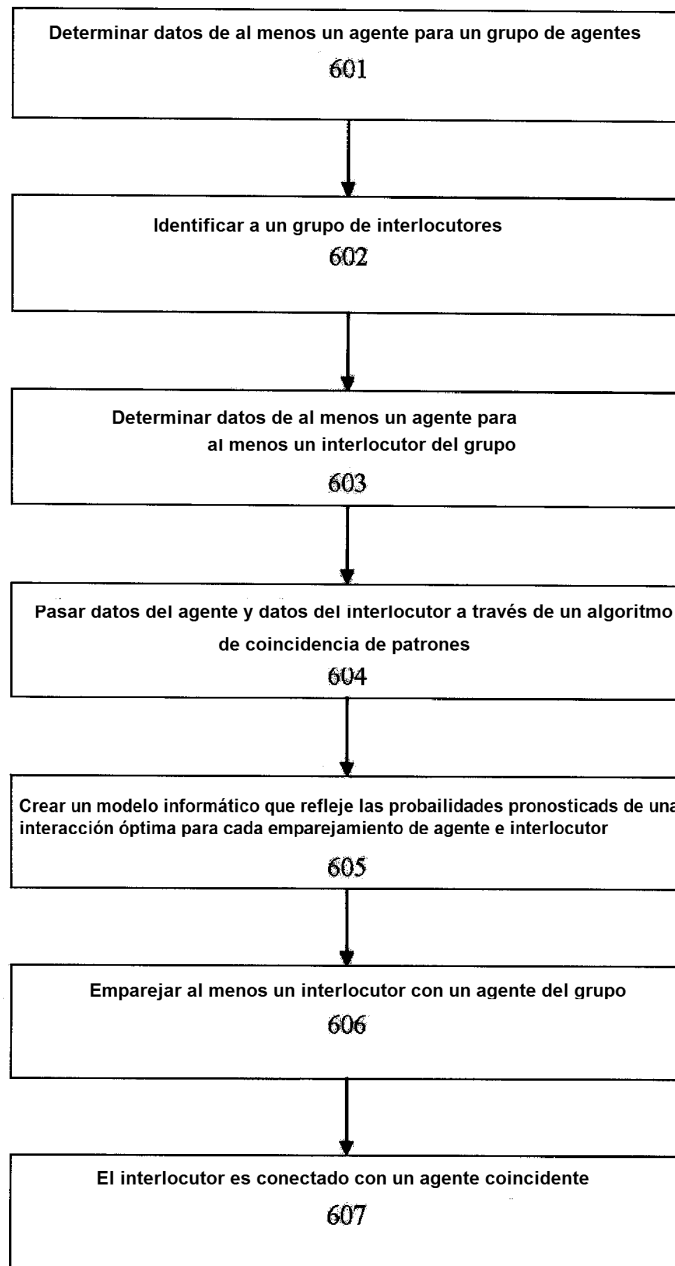 Determinar datos de al menos un agente para un grupo de agentes
601
Identificar a un grupo de interlocutores
602
Determinar datos de al menos un agente para
al menos un interlocutor del grupo
603
Pasar datos del agente y datos del interlocutor a través de un algoritmo
de coincidencia de patrones
604
Crear un modelo informático que refleje las probailidades pronosticads de una
interacción óptima para cada emparejamiento de agente e interlocutor
605
Emparejar al menos un interlocutor con un agente del grupo
606
El interlocutor es conectado con un agente coincidente
607